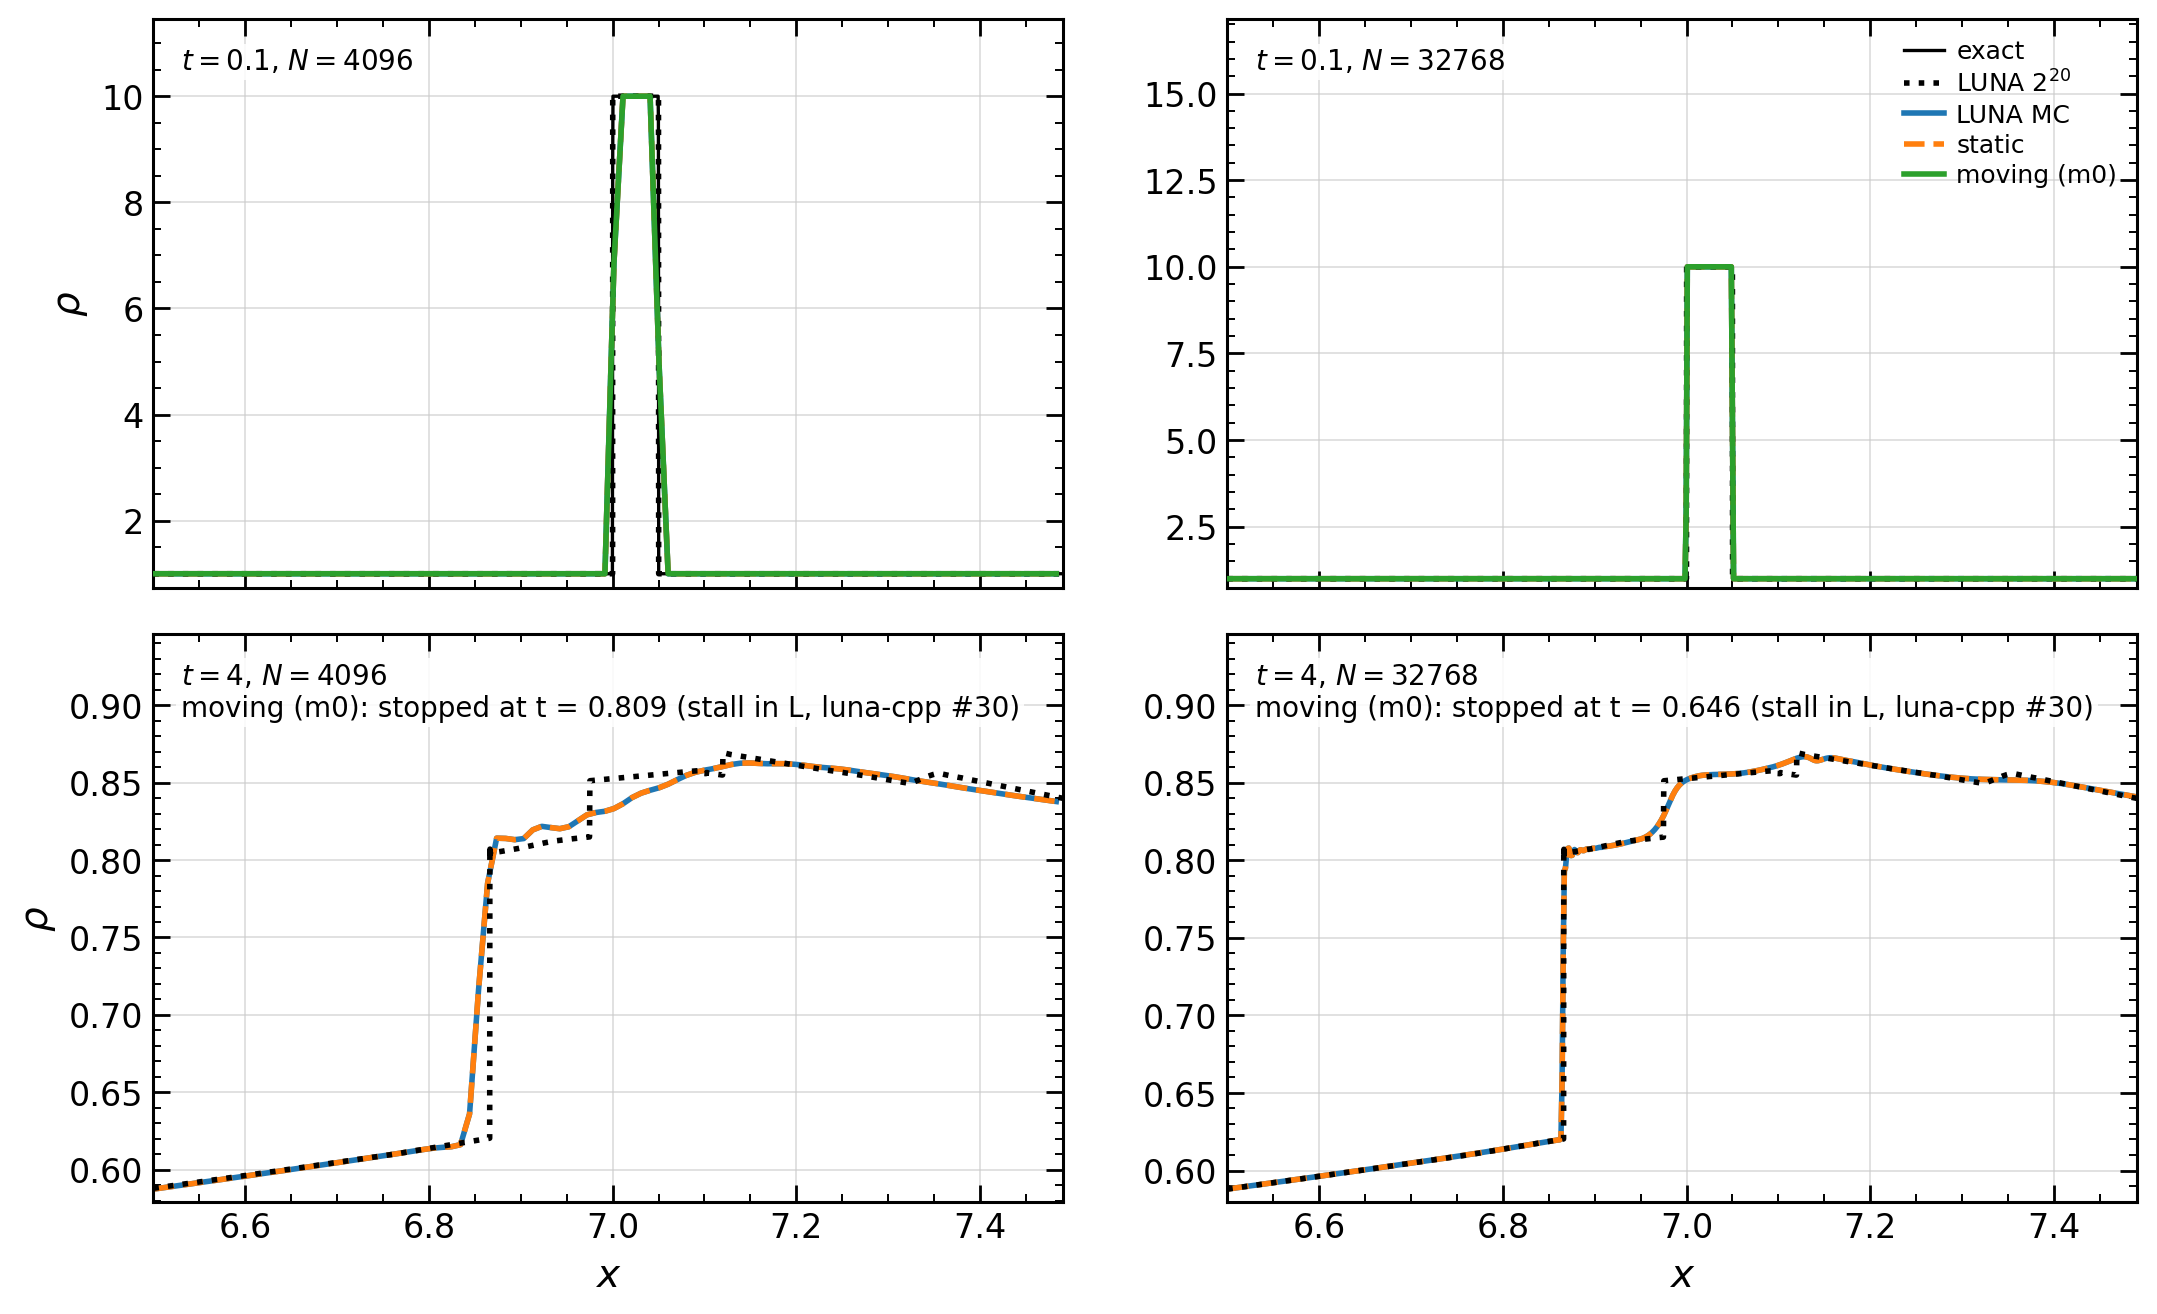 t = 0.1, N = 4096
10
8
6
4
2
ρ
t = 0.1, N = 32768
exact
LUNA 2^20
LUNA MC
static
moving (m0)
15.0
12.5
10.0
7.5
5.0
2.5
t = 4, N = 4096
moving (m0): stopped at t = 0.809 (stall in L, luna-cpp #30)
0.90
0.85
0.80
0.75
0.70
0.65
0.60
ρ
6.6 6.8 7.0 7.2 7.4
x
t = 4, N = 32768
moving (m0): stopped at t = 0.646 (stall in L, luna-cpp #30)
0.90
0.85
0.80
0.75
0.70
0.65
0.60
6.6 6.8 7.0 7.2 7.4
x